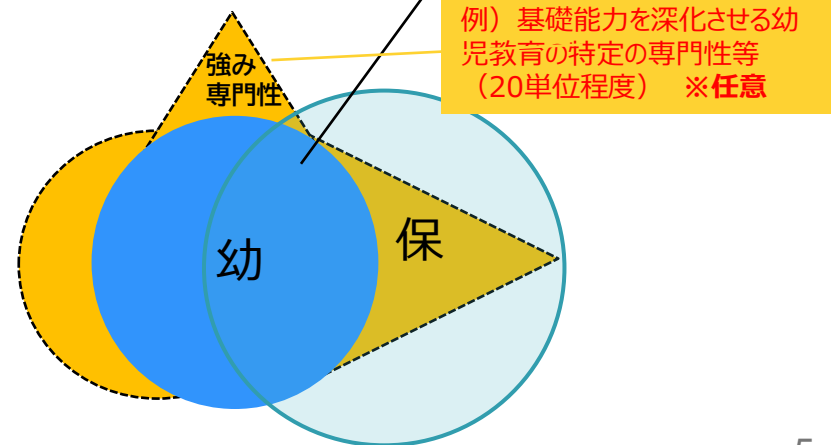 例）基礎能力を深化させる幼
児教育の特定の専門性等
（20単位程度）　※任意
強み
専門性
幼
保